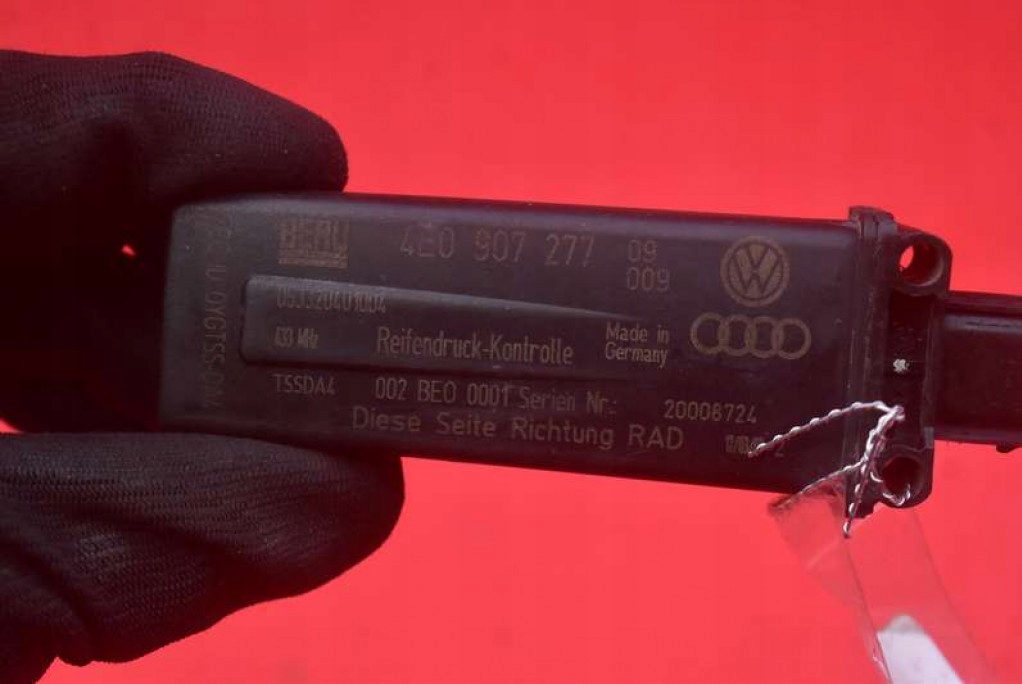 BERU
4E0 907 277 09
009
433 MHz Reifendruck-Kontrolle
Made in
Germany
TSSDA4 002 BE0 0001 Serien Nr.: 20008724
Diese Seite Richtung RAD